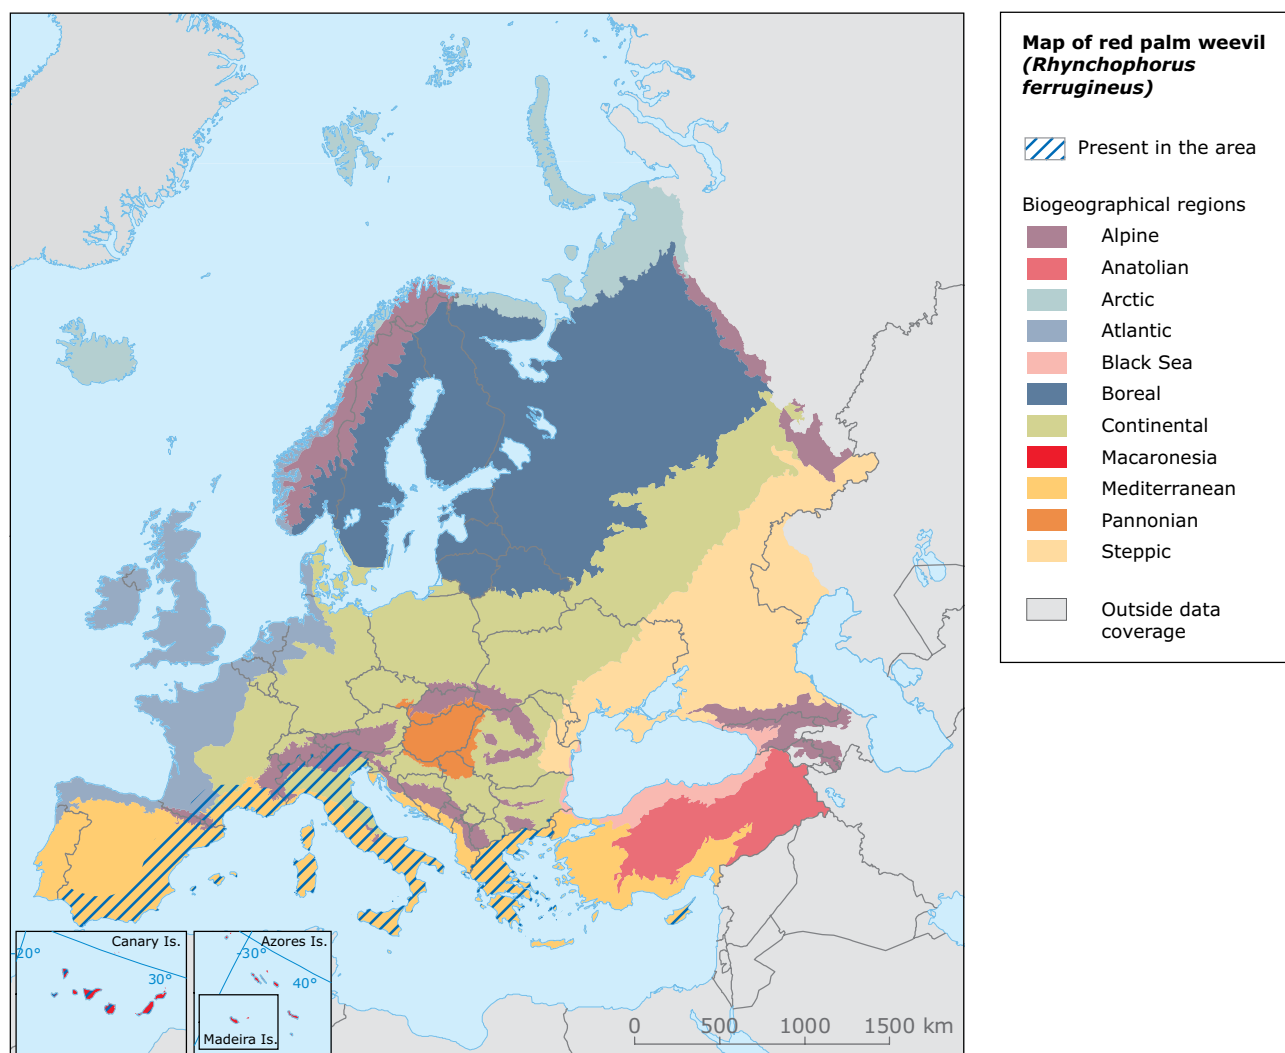 Map of red palm weevil
(Rhynchophorus
ferrugineus)
Present in the area
Biogeographical regions
Alpine
Anatolian
Arctic
Atlantic
Black Sea
Boreal
Continental
Macaronesia
Mediterranean
Pannonian
Steppic
Outside data
coverage
Canary Is.
20°
30°
Azores Is.
-30°
40°
Madeira Is.
0 500 1000 1500 km